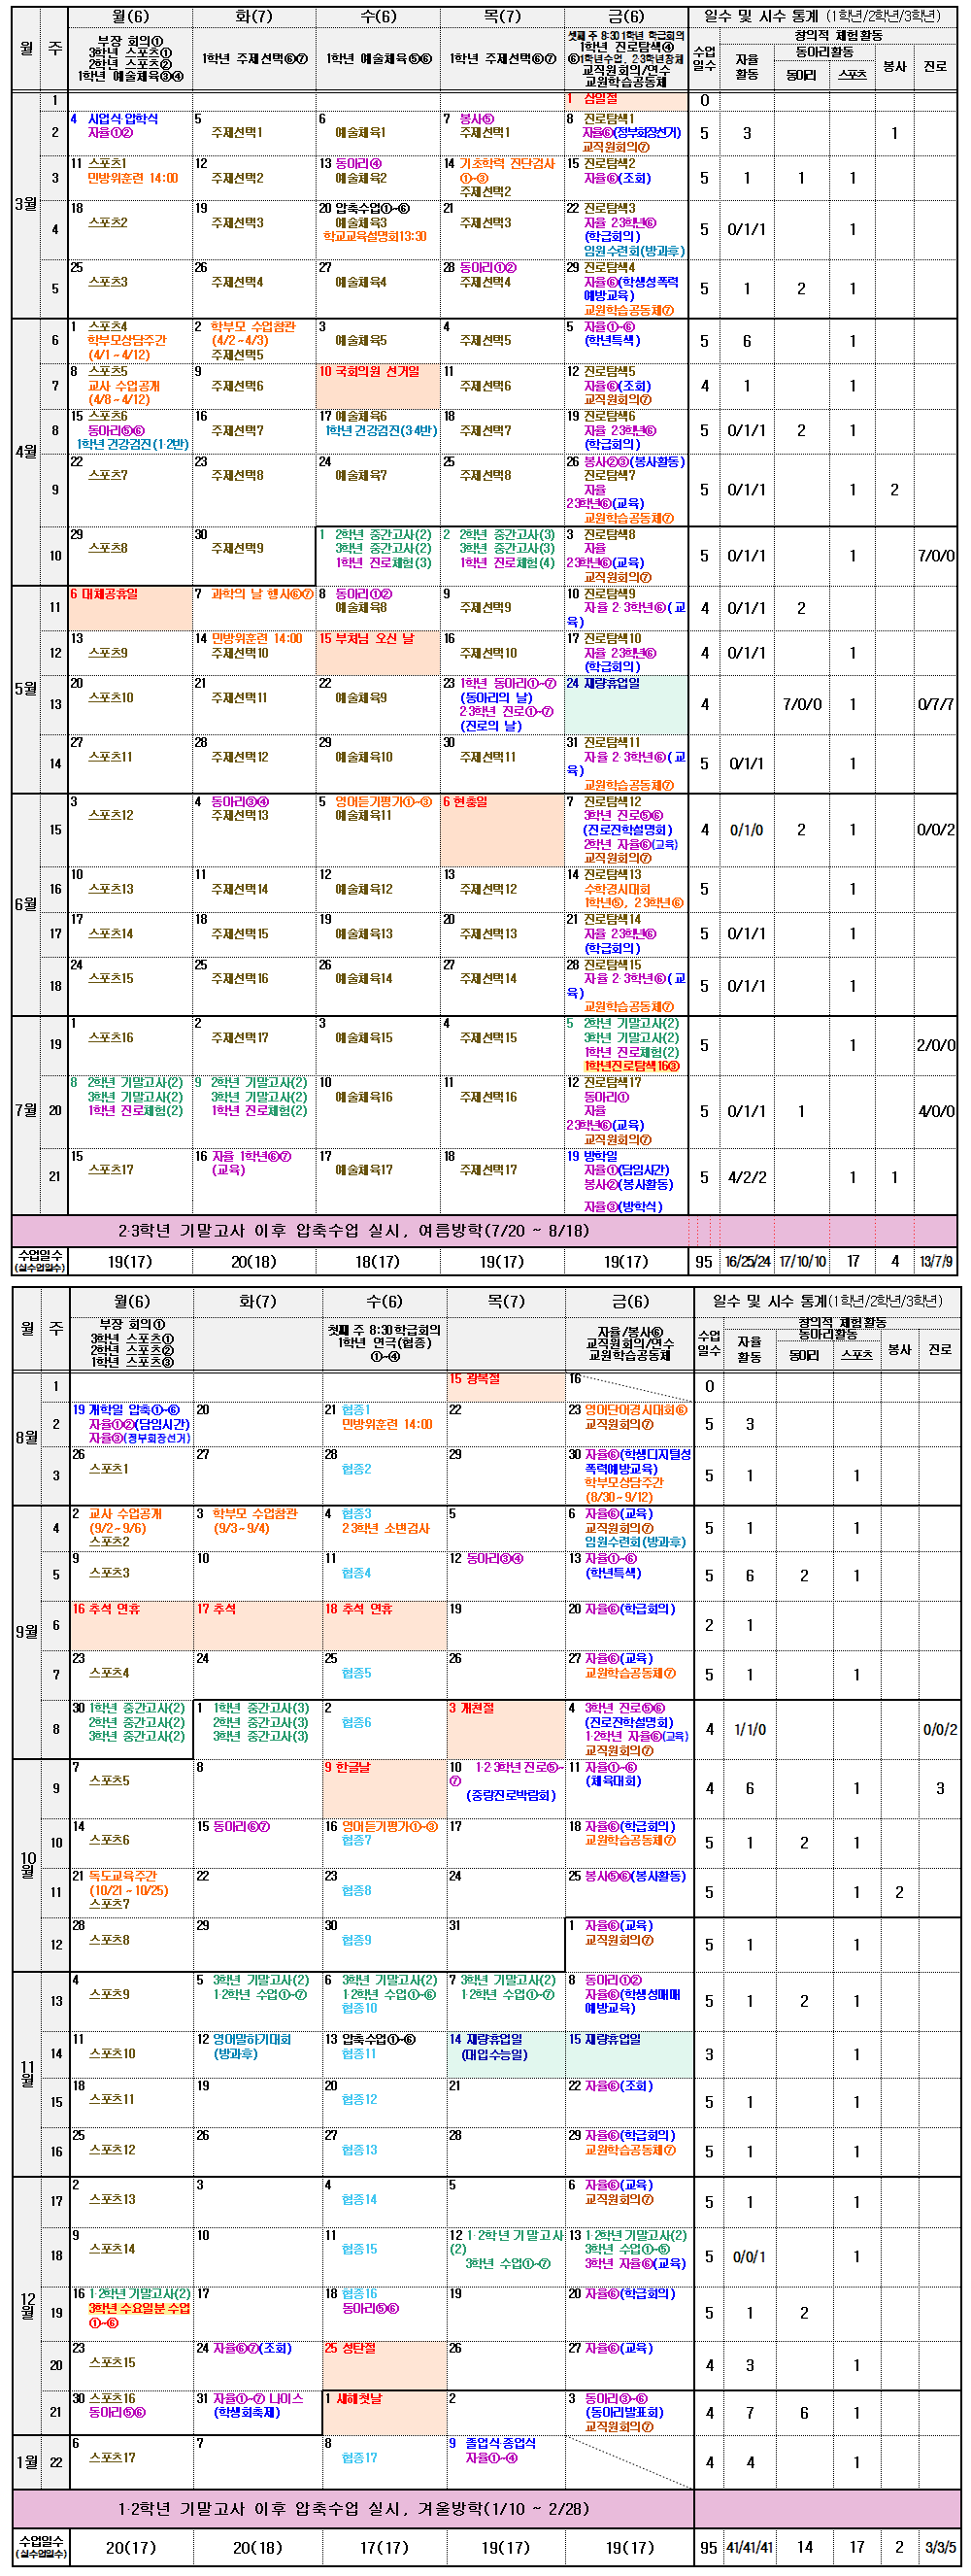 월 주 월(6) 화(7) 수(6) 목(7) 금(6) 일수 및 시수 통계 (1학년/2학년/3학년)
부장 회의①
3학년 스포츠①
2학년 스포츠②
1학년 예술체육③④
1학년 주제선택⑥⑦
1학년 예술체육⑤⑥
1학년 주제선택⑥⑦
첫째 주 8:30 1학년 학급회의
1학년 진로탐색④
⑥1학년수업, 2·3학년창체
교직원회의/연수
교원학습공동체
수업일수
창의적 체험활동
자율활동 동아리활동 봉사 진로
동아리 스포츠
3월
1
1 삼일절
0
2
4 시업식·입학식
자율①②
5
주제선택1
6
예술체육1
7 봉사⑤
주제선택1
8 진로탐색1
자율⑥(정부회장선거)
교직원회의⑦
5 3 1
3
11 스포츠1
민방위훈련 14:00
12
주제선택2
13 동아리④
예술체육2
14 기초학력 진단검사
①~③
주제선택2
15 진로탐색2
자율⑥(조회)
5 1 1 1
4
18
스포츠2
19
주제선택3
20 압축수업①~⑥
예술체육3
학교교육설명회13:30
21
주제선택3
22 진로탐색3
자율 2·3학년⑥
(학급회의)
임원수련회(방과후)
5 0/1/1 1
5
25
스포츠3
26
주제선택4
27
예술체육4
28 동아리①②
주제선택4
29 진로탐색4
자율⑥(학생성폭력
예방교육)
교원학습공동체⑦
5 1 2 1
4월
6
1 스포츠4
학부모상담주간
(4/1 ~ 4/12)
2 학부모 수업참관
(4/2 ~ 4/3)
주제선택5
3
예술체육5
4
주제선택5
5 자율①~⑥
(학년특색)
5 6 1
7
8 스포츠5
교사 수업공개
(4/8 ~ 4/12)
9
주제선택6
10 국회의원 선거일
11
주제선택6
12 진로탐색5
자율⑥(조회)
교직원회의⑦
4 1 1
8
15 스포츠6
동아리⑤⑥
1학년 건강검진(1·2반)
16
주제선택7
17 예술체육6
1학년 건강검진(3·4반)
18
주제선택7
19 진로탐색6
자율 2·3학년⑥
(학급회의)
5 0/1/1 2 1
9
22
스포츠7
23
주제선택8
24
예술체육7
25
주제선택8
26 봉사②③(봉사활동)
진로탐색7
자율
2·3학년⑥(교육)
교원학습공동체⑦
5 0/1/1 1 2
10
29
스포츠8
30
주제선택9
1 2학년 중간고사(2)
3학년 중간고사(2)
1학년 진로체험(3)
2 2학년 중간고사(3)
3학년 중간고사(3)
1학년 진로체험(4)
3 진로탐색8
자율
2·3학년⑥(교육)
교직원회의⑦
5 0/1/1 1 7/0/0
5월
11
6 대체공휴일
7 과학의 날 행사⑥⑦
8 동아리①②
예술체육8
9
주제선택9
10 진로탐색9
자율 2·3학년⑥(교
육)
4 0/1/1 2
12
13
스포츠9
14 민방위훈련 14:00
주제선택10
15 부처님 오신 날
16
주제선택10
17 진로탐색10
자율 2·3학년⑥
(학급회의)
4 0/1/1 1
13
20
스포츠10
21
주제선택11
22
예술체육9
23 1학년 동아리①~⑦
(동아리의 날)
2·3학년 진로①~⑦
(진로의 날)
24 재량휴업일
4 7/0/0 1 0/7/7
14
27
스포츠11
28
주제선택12
29
예술체육10
30
주제선택11
31 진로탐색11
자율 2·3학년⑥(교
육)
교원학습공동체⑦
5 0/1/1 1
6월
15
3
스포츠12
4 동아리③④
주제선택13
5 영어듣기평가①~③
예술체육11
6 현충일
7 진로탐색12
3학년 진로⑤⑥
(진로진학설명회)
2학년 자율⑥(교육)
교직원회의⑦
4 0/1/0 2 1 0/0/2
16
10
스포츠13
11
주제선택14
12
예술체육12
13
주제선택12
14 진로탐색13
수학경시대회
1학년⑤, 2·3학년⑥
5 1
17
17
스포츠14
18
주제선택15
19
예술체육13
20
주제선택13
21 진로탐색14
자율 2·3학년⑥
(학급회의)
5 0/1/1 1
18
24
스포츠15
25
주제선택16
26
예술체육14
27
주제선택14
28 진로탐색15
자율 2·3학년⑥(교
육)
교원학습공동체⑦
5 0/1/1 1
7월
19
1
스포츠16
2
주제선택17
3
예술체육15
4
주제선택15
5 2학년 기말고사(2)
3학년 기말고사(2)
1학년 진로체험(2)
1학년진로탐색16③
5 1 2/0/0
20
8 2학년 기말고사(2)
3학년 기말고사(2)
1학년 진로체험(2)
9 2학년 기말고사(2)
3학년 기말고사(2)
1학년 진로체험(2)
10
예술체육16
11
주제선택16
12 진로탐색17
동아리①
자율
2·3학년⑥(교육)
교직원회의⑦
5 0/1/1 1 4/0/0
21
15
스포츠17
16 자율 1학년⑥⑦
(교육)
17
예술체육17
18
주제선택17
19 방학일
자율①(담임시간)
봉사②(봉사활동)
자율③(방학식)
5 4/2/2 1 1
2·3학년 기말고사 이후 압축수업 실시, 여름방학(7/20 ~ 8/18)
수업일수
(실수업일수)
19(17) 20(18) 18(17) 19(17) 19(17) 95 16/25/24 17/10/10 17 4 13/7/9
월 주 월(6) 화(7) 수(6) 목(7) 금(6) 일수 및 시수 통계(1학년/2학년/3학년)
부장 회의①
3학년 스포츠①
2학년 스포츠②
1학년 스포츠③
첫째 주 8:30학급회의
1학년 연극(협종)
①~④
자율/봉사⑥
교직원회의/연수
교원학습공동체
수업일수
창의적 체험활동
자율활동 동아리활동 봉사 진로
동아리 스포츠
8월
1
15 광복절
16
0
2
19 개학일 압축①~⑥
자율①②(담임시간)
자율③(정부회장선거)
20
21 협종1
민방위훈련 14:00
22
23 영어단어경시대회⑥
교직원회의⑦
5 3
3
26
스포츠1
27
28
협종2
29
30 자율⑥(학생디지털성
폭력예방교육)
학부모상담주간
(8/30 ~ 9/12)
5 1 1
9월
4
2 교사 수업공개
(9/2 ~ 9/6)
스포츠2
3 학부모 수업참관
(9/3 ~ 9/4)
4 협종3
2·3학년 소변검사
5
6 자율⑥(교육)
교직원회의⑦
임원수련회(방과후)
5 1 1
5
9
스포츠3
10
11
협종4
12 동아리③④
13 자율①~⑥
(학년특색)
5 6 2 1
6
16 추석 연휴
17 추석
18 추석 연휴
19
20 자율⑥(학급회의)
2 1
7
23
스포츠4
24
25
협종5
26
27 자율⑥(교육)
교원학습공동체⑦
5 1 1
8
30 1학년 중간고사(2)
2학년 중간고사(2)
3학년 중간고사(2)
1 1학년 중간고사(3)
2학년 중간고사(3)
3학년 중간고사(3)
2
협종6
3 개천절
4 3학년 진로⑤⑥
(진로진학설명회)
1·2학년 자율⑥(교육)
교직원회의⑦
4 1/1/0 0/0/2
10월
9
7
스포츠5
8
9 한글날
10 1·2·3학년 진로⑤~
⑦
(중랑진로박람회)
11 자율①~⑥
(체육대회)
4 6 1 3
10
14
스포츠6
15 동아리⑥⑦
16 영어듣기평가①~③
협종7
17
18 자율⑥(학급회의)
교원학습공동체⑦
5 1 2 1
11
21 독도교육주간
(10/21 ~ 10/25)
스포츠7
22
23
협종8
24
25 봉사⑤⑥(봉사활동)
5 1 2
12
28
스포츠8
29
30
협종9
31
1 자율⑥(교육)
교직원회의⑦
5 1 1
11월
13
4
스포츠9
5 3학년 기말고사(2)
1·2학년 수업①~⑦
6 3학년 기말고사(2)
1·2학년 수업①~⑥
협종10
7 3학년 기말고사(2)
1·2학년 수업①~⑦
8 동아리①②
자율⑥(학생성매매
예방교육)
5 1 2 1
14
11
스포츠10
12 영어말하기대회
(방과후)
13 압축수업①~⑥
협종11
14 재량휴업일
(대입수능일)
15 재량휴업일
3 1
15
18
스포츠11
19
20
협종12
21
22 자율⑥(조회)
5 1 1
16
25
스포츠12
26
27
협종13
28
29 자율⑥(학급회의)
교원학습공동체⑦
5 1 1
12월
17
2
스포츠13
3
4
협종14
5
6 자율⑥(교육)
교직원회의⑦
5 1 1
18
9
스포츠14
10
11
협종15
12 1·2학년 기말고사
(2)
3학년 수업①~⑦
13 1·2학년 기말고사(2)
3학년 수업①~⑤
3학년 자율⑥(교육)
5 0/0/1 1
19
16 1·2학년 기말고사(2)
3학년 수요일분 수업
①~⑥
17
18 협종16
동아리⑤⑥
19
20 자율⑥(학급회의)
5 1 2
20
23
스포츠15
24 자율⑥⑦(조회)
25 성탄절
26
27 자율⑥(교육)
4 3 1
21
30 스포츠16
동아리⑤⑥
31 자율①~⑦ 나이스
(학생회축제)
1 새해첫날
2
3 동아리③~⑥
(동아리발표회)
교직원회의⑦
4 7 6 1
1월
22
6
스포츠17
7
8
협종17
9 졸업식·종업식
자율①~④
4 4 1
1·2학년 기말고사 이후 압축수업 실시, 겨울방학(1/10 ~ 2/28)
수업일수
(실수업일수)
20(17) 20(18) 17(17) 19(17) 19(17) 95 41/41/41 14 17 2 3/3/5